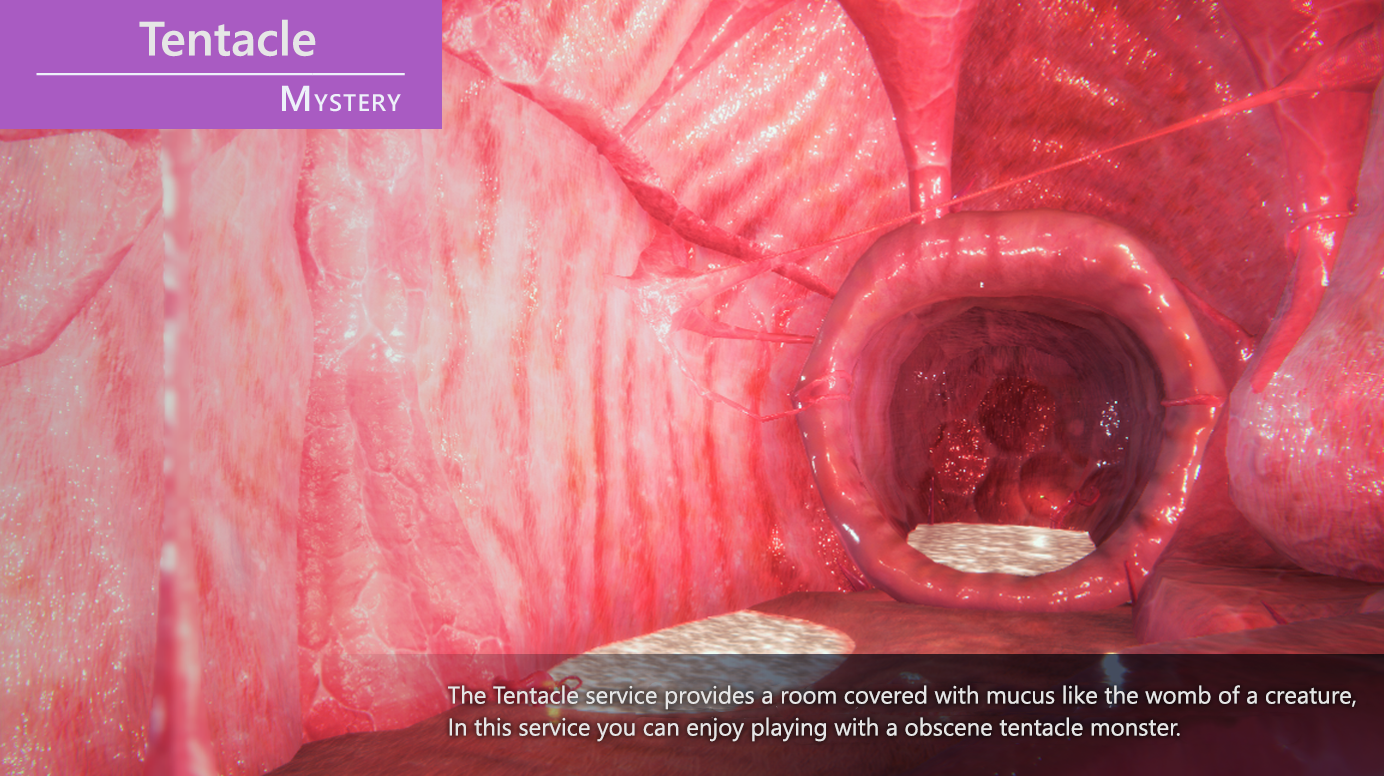 Tentacle
MYSTERY
The Tentacle service provides a room covered with mucus like the womb of a creature,
In this service you can enjoy playing with a obscene tentacle monster.